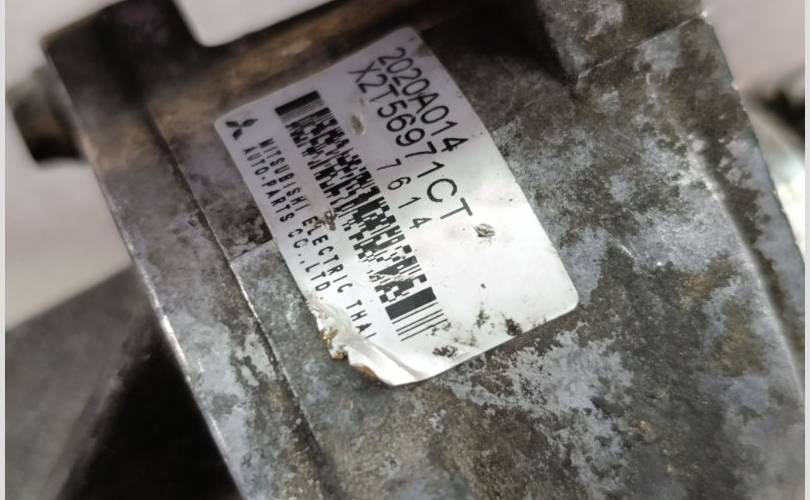 2020A014
X2T56971CT
7614
MITSUBISHI ELECTRIC THAI
AUTO-PARTS CO.,LTD